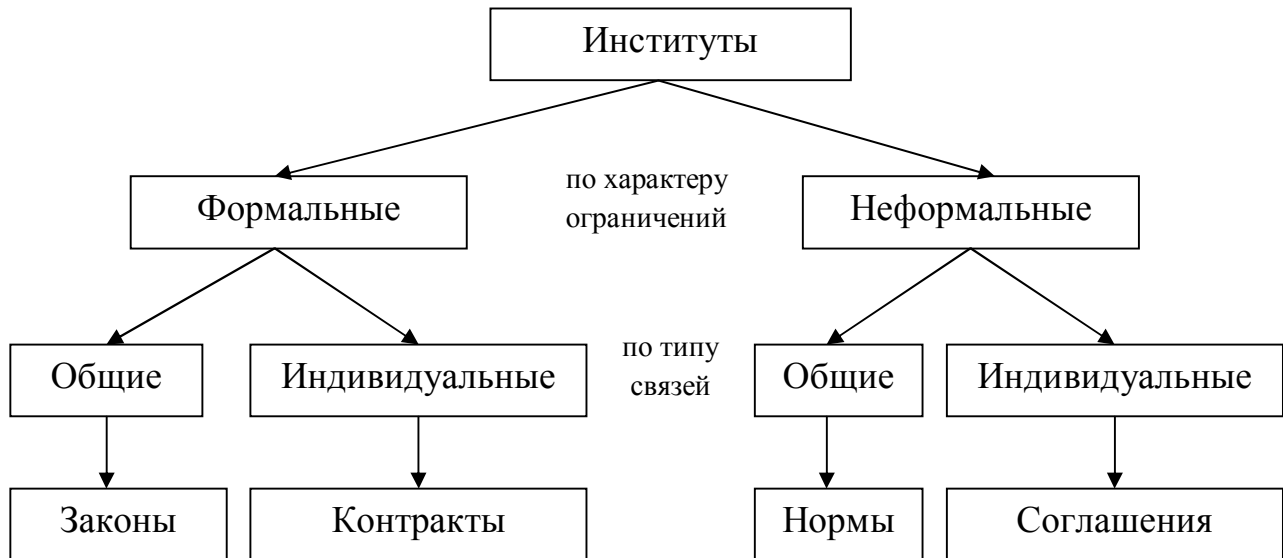 Институты
по характеру
ограничений
Формальные
Неформальные
по типу
связей
Общие
Индивидуальные
Общие
Индивидуальные
Законы
Контракты
Нормы
Соглашения